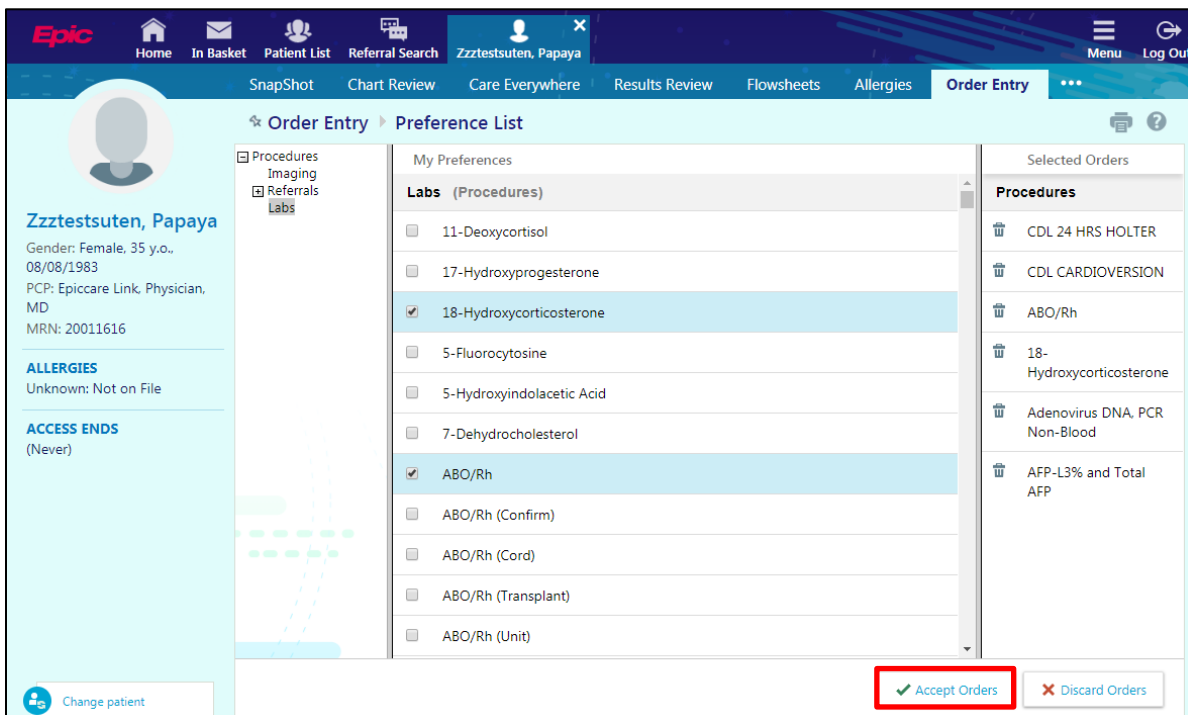 Epic
Home
In Basket
Patient List
Referral Search
Zzztestsuten, Papaya
Menu
Log Out
SnapShot
Chart Review
Care Everywhere
Results Review
Flowsheets
Allergies
Order Entry
Order Entry
Preference List
Zzztestsuten, Papaya
Gender: Female, 35 y.o.,
08/08/1983
PCP: Epiccare Link, Physician,
MD
MRN: 20011616
ALLERGIES
Unknown: Not on File
ACCESS ENDS
(Never)
Change patient
Procedures
Imaging
Referrals
Labs
My Preferences
Labs (Procedures)
11-Deoxycortisol
17-Hydroxyprogesterone
18-Hydroxycorticosterone
5-Fluorocytosine
5-Hydroxyindolacetic Acid
7-Dehydrocholesterol
ABO/Rh
ABO/Rh (Confirm)
ABO/Rh (Cord)
ABO/Rh (Transplant)
ABO/Rh (Unit)
Selected Orders
Procedures
CDL 24 HRS HOLTER
CDL CARDIOVERSION
ABO/Rh
18-
Hydroxycorticosterone
Adenovirus DNA, PCR
Non-Blood
AFP-L3% and Total
AFP
Accept Orders
Discard Orders